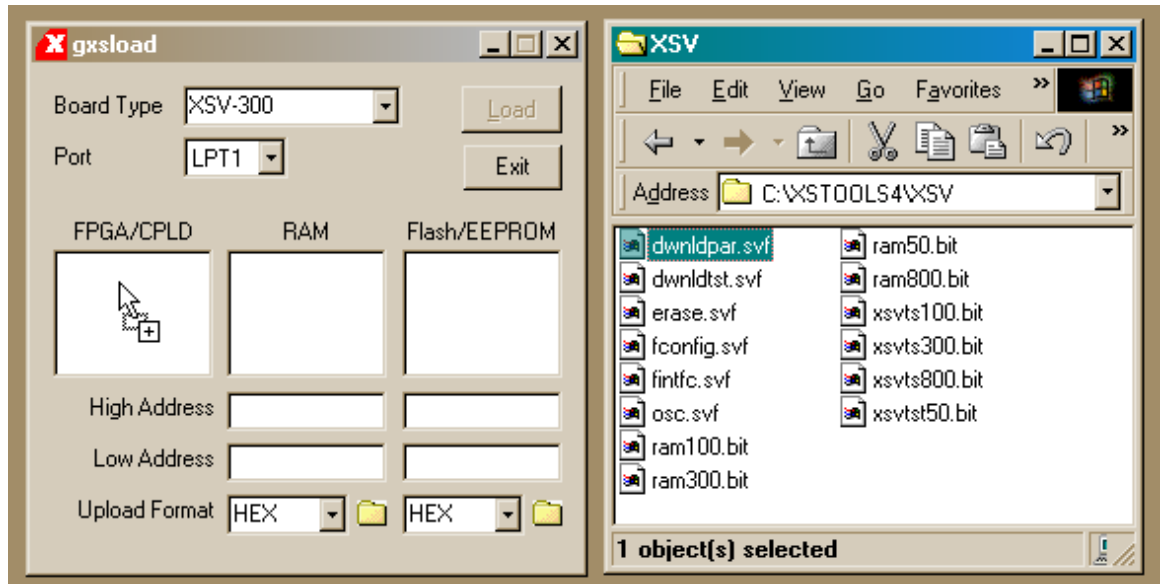 gxsload
Board Type XSV-300
Load
Port LPT1
Exit
FPGA/CPLD RAM Flash/EEPROM
High Address
Low Address
Upload Format HEX HEX
XSV
File Edit View Go Favorites »
»
Address C:\XSTOOLS4\XSV
dwnldpar.svf ram50.bit
dwnldtst.svf ram800.bit
erase.svf xsvts100.bit
fconfig.svf xsvts300.bit
fintfc.svf xsvts800.bit
osc.svf xsvtst50.bit
ram100.bit
ram300.bit
1 object(s) selected